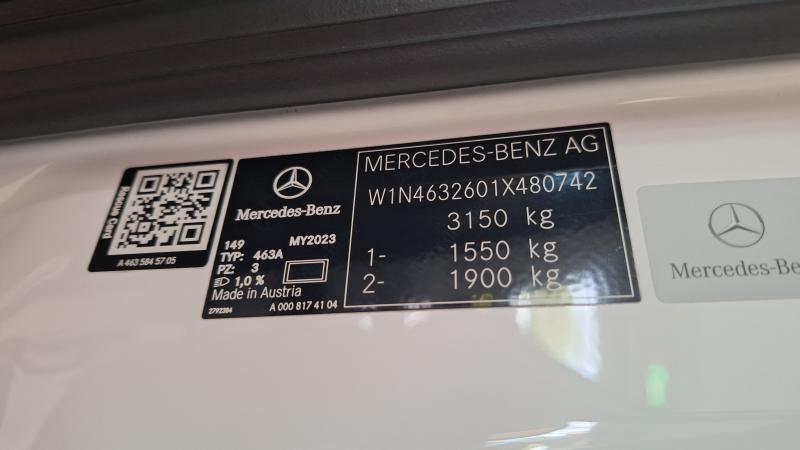 Rescue Card
A 463 584 57 05
Mercedes-Benz
149
MY2023
TYP: 463A
PZ: 3
1,0 %
Made in Austria
2792384
A 000 817 41 04
MERCEDES-BENZ AG
W1N4632601X480742
3150 kg
1- 1550 kg
2- 1900 kg
Mercedes-Be